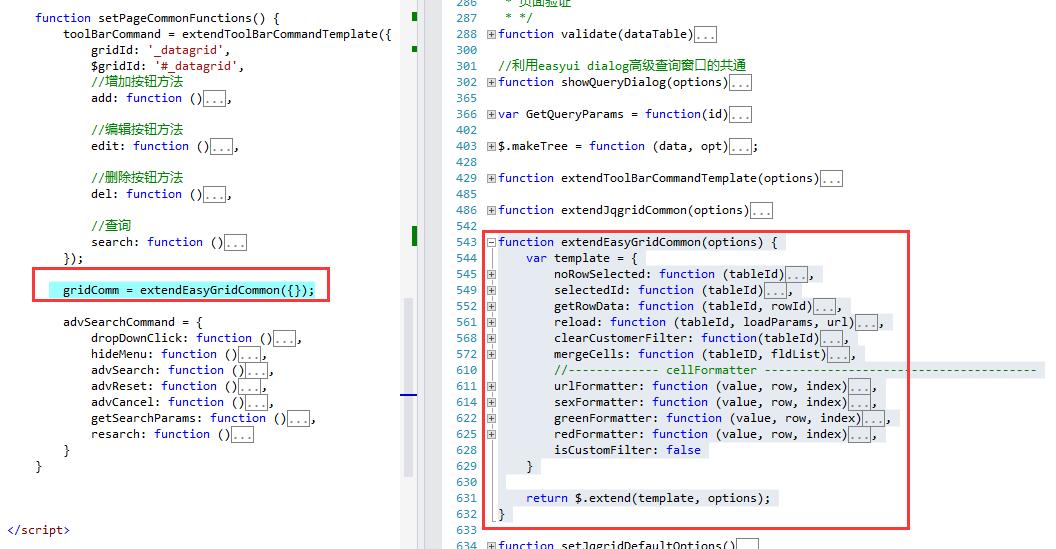 function setPageCommonFunctions() {
toolBarCommand = extendToolBarCommandTemplate({
gridId: '_datagrid',
$gridId: '#_datagrid',
//增加按钮方法
add: function ()...,
//编辑按钮方法
edit: function ()...,
//删除按钮方法
del: function ()...,
//查询
search: function ()...
});
gridComm = extendEasyGridCommon({});
advSearchCommand = {
dropDownClick: function ()...,
hideMenu: function ()...,
advSearch: function ()...,
advReset: function ()...,
advCancel: function ()...,
getSearchParams: function ()...,
resarch: function ()...
}
}
</script>
286 * 页面验证
287 * */
288 function validate(dataTable)...
300
301 //利用easyui dialog高级查询窗口的共通
302 function showQueryDialog(options)...
365
366 var GetQueryParams = function(id)...
402
403 $.makeTree = function (data, opt)...;
428
429 function extendToolBarCommandTemplate(options)...
485
486 function extendJqgridCommon(options)...
542
543 function extendEasyGridCommon(options) {
544 var template = {
545 noRowSelected: function (tableId)...,
549 selectedId: function (tableId)...,
552 getRowData: function (tableId, rowId)...,
561 reload: function (tableId, loadParams, url)...,
568 clearCustomerFilter: function(tableId)...,
572 mergeCells: function (tableID, fldList)...,
610 //------------- cellFormatter ---------------------------------------
611 urlFormatter: function (value, row, index)...,
614 sexFormatter: function (value, row, index)...,
622 greenFormatter: function (value, row, index)...,
625 redFormatter: function (value, row, index)...,
628 isCustomFilter: false
629 }
630
631 return $.extend(template, options);
632 }
633
634 function setJqgridDefaultOptions()...